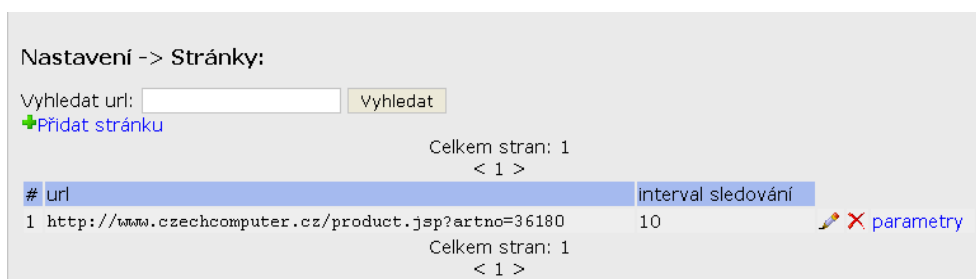 Nastavení -> Stránky:
Vyhledat url: Vyhledat
Přidat stránku
Celkem stran: 1
< 1 >
# url interval sledování
1 http://www.czechcomputer.cz/product.jsp?artno=36180 10 parametry
Celkem stran: 1
< 1 >